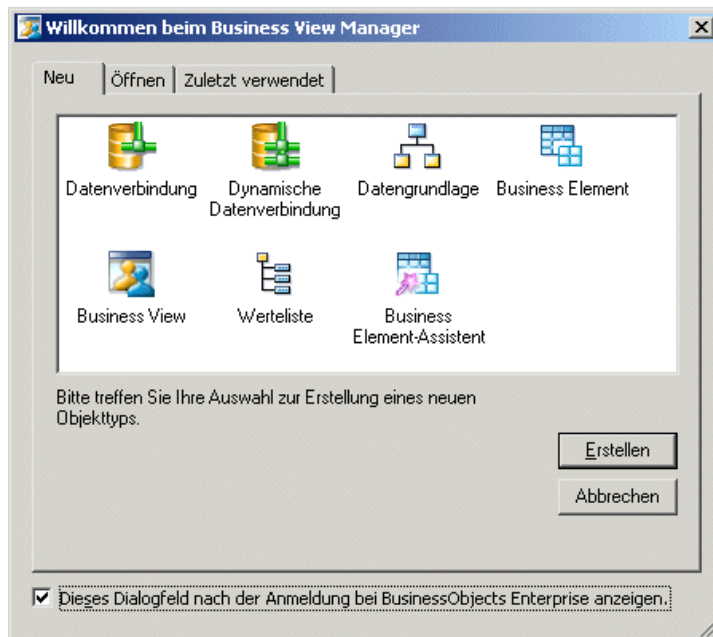 Willkommen beim Business View Manager
Neu Öffnen Zuletzt verwendet
Datenverbindung Dynamische Datenverbindung Datengrundlage Business Element
Business View Werteliste Business Element-Assistent
Bitte treffen Sie Ihre Auswahl zur Erstellung eines neuen
Objekttyps.
Erstellen
Abbrechen
Dieses Dialogfeld nach der Anmeldung bei BusinessObjects Enterprise anzeigen.